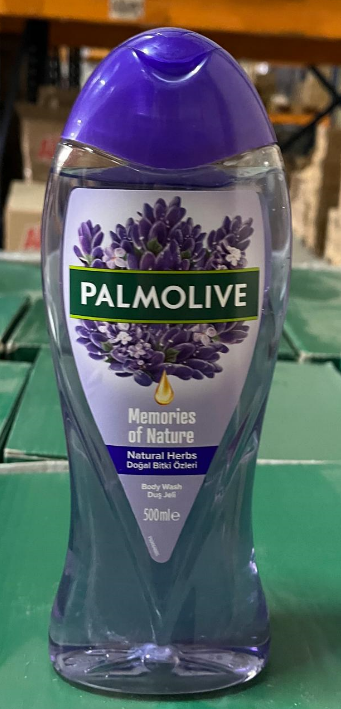 PALMOLIVE
Memories
of Nature
Natural Herbs
Doğal Bitki Özleri
Body Wash
Duş Jeli
500ml℮